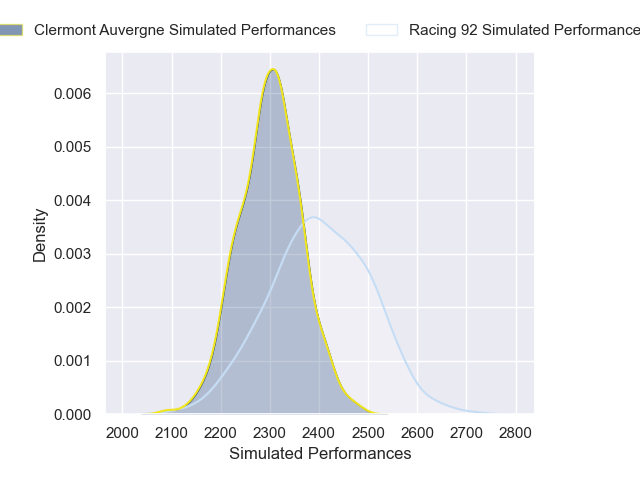 Clermont Auvergne Simulated Performances
Racing 92 Simulated Performance
0.006
0.005
0.004
0.003
0.002
0.001
0.000
Density
2000 2100 2200 2300 2400 2500 2600 2700 2800
Simulated Performances